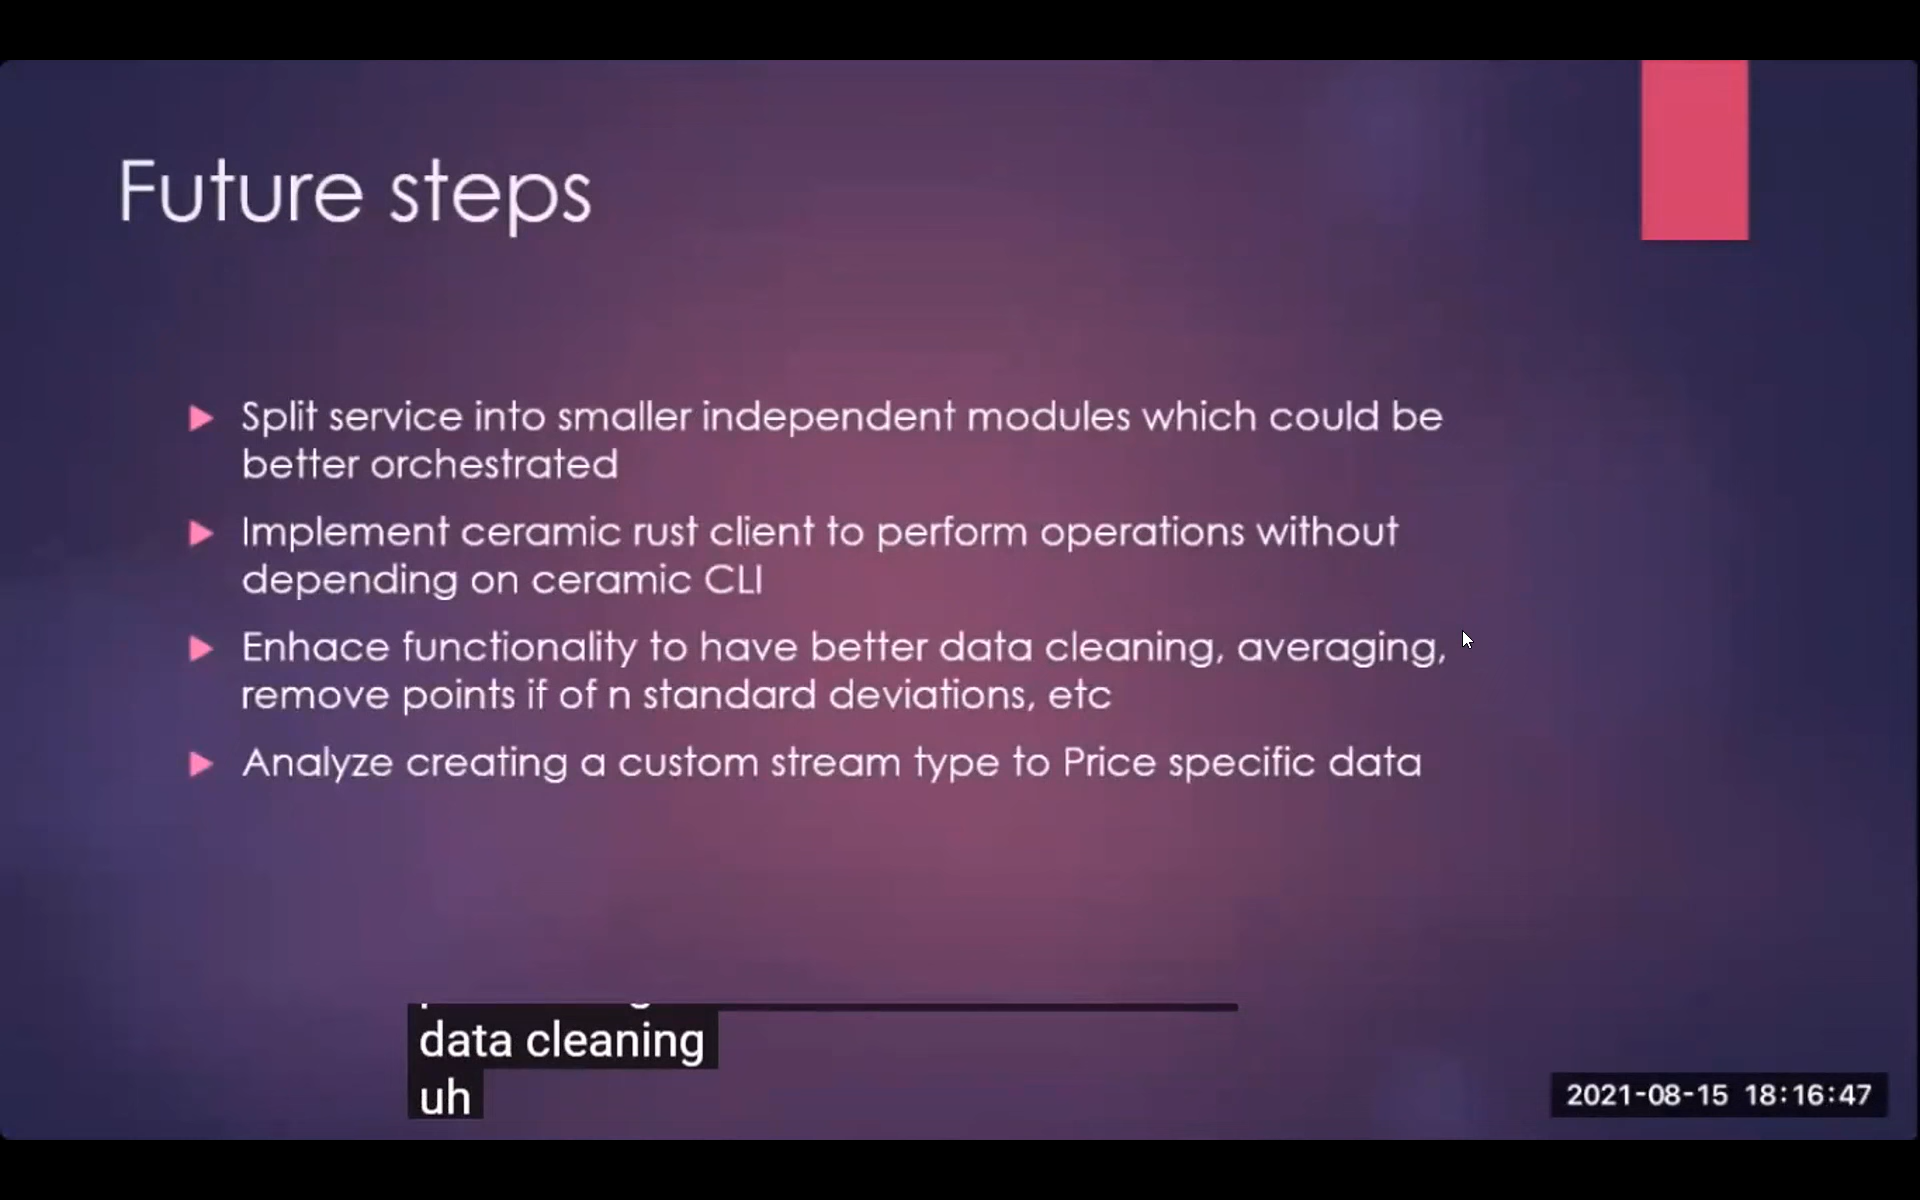 Future steps
Split service into smaller independent modules which could be
better orchestrated
Implement ceramic rust client to perform operations without
depending on ceramic CLI
Enhace functionality to have better data cleaning, averaging,
remove points if of n standard deviations, etc
Analyze creating a custom stream type to Price specific data
data cleaning
uh
2021-08-15 18:16:47